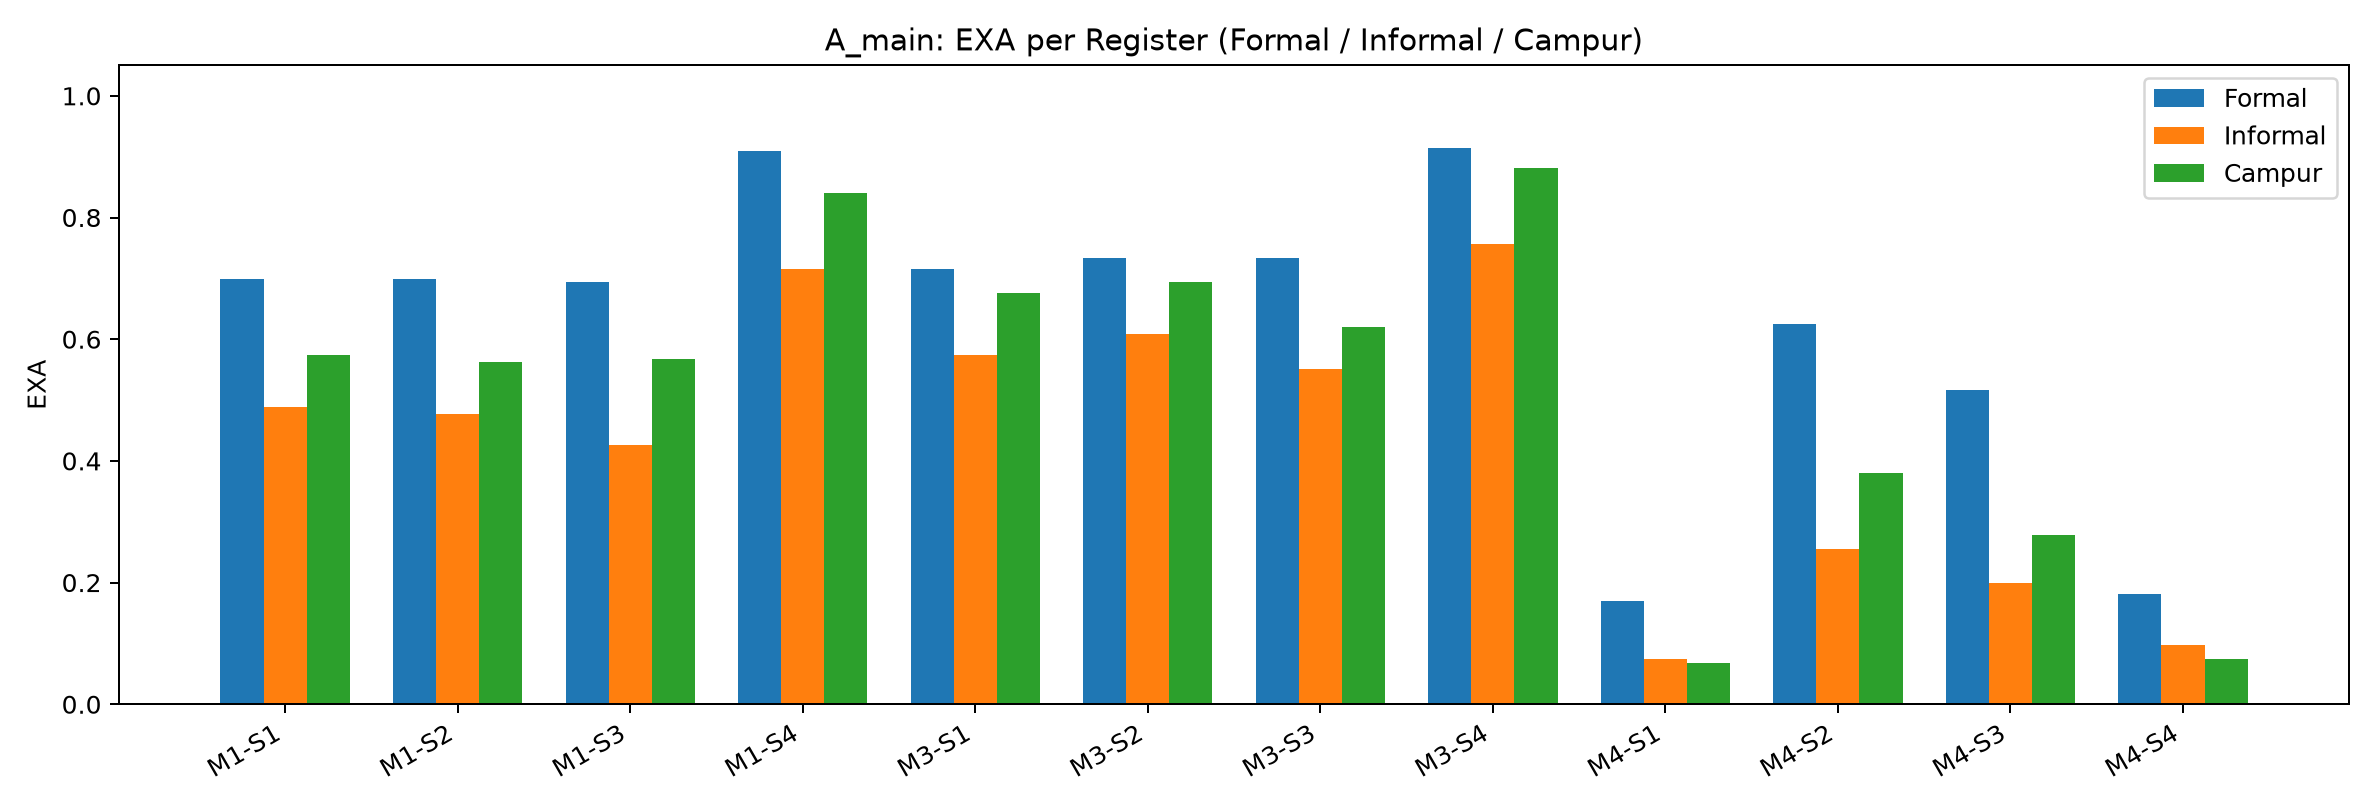 A_main: EXA per Register (Formal / Informal / Campur)
1.0
0.8
0.6
0.4
0.2
0.0
EXA
Formal
Informal
Campur
M1-S1
M1-S2
M1-S3
M1-S4
M3-S1
M3-S2
M3-S3
M3-S4
M4-S1
M4-S2
M4-S3
M4-S4